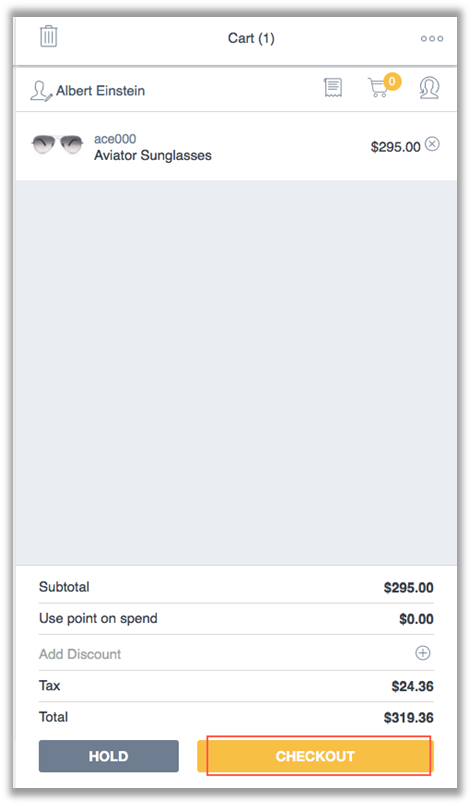 Cart (1)
Albert Einstein
0
ace000
Aviator Sunglasses
$295.00
Subtotal $295.00
Use point on spend $0.00
Add Discount
Tax $24.36
Total $319.36
HOLD CHECKOUT